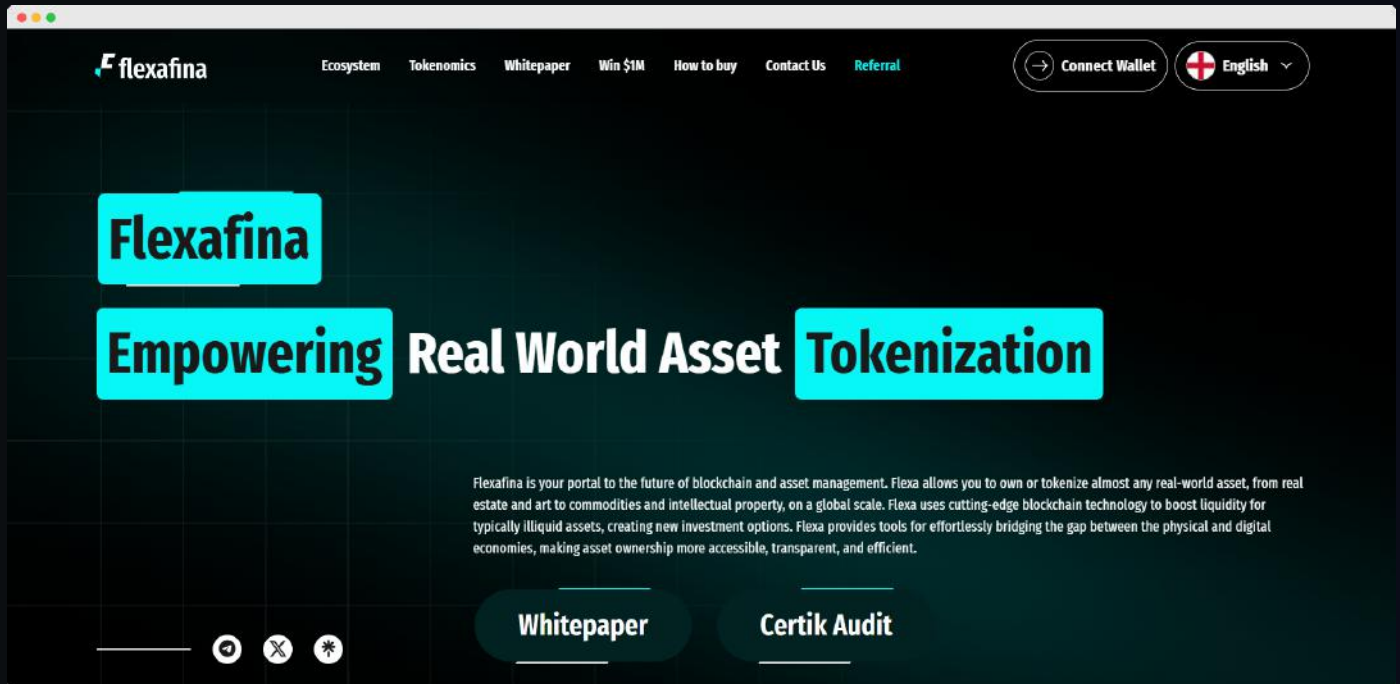 flexafina
Ecosystem Tokenomics Whitepaper Win $1M How to buy Contact Us Referral Connect Wallet English
Flexafina
Empowering Real World Asset Tokenization
Flexafina is your portal to the future of blockchain and asset management. Flexa allows you to own or tokenize almost any real-world asset, from real
estate and art to commodities and intellectual property, on a global scale. Flexa uses cutting-edge blockchain technology to boost liquidity for
typically illiquid assets, creating new investment options. Flexa provides tools for effortlessly bridging the gap between the physical and digital
economies, making asset ownership more accessible, transparent, and efficient.
Whitepaper Certik Audit